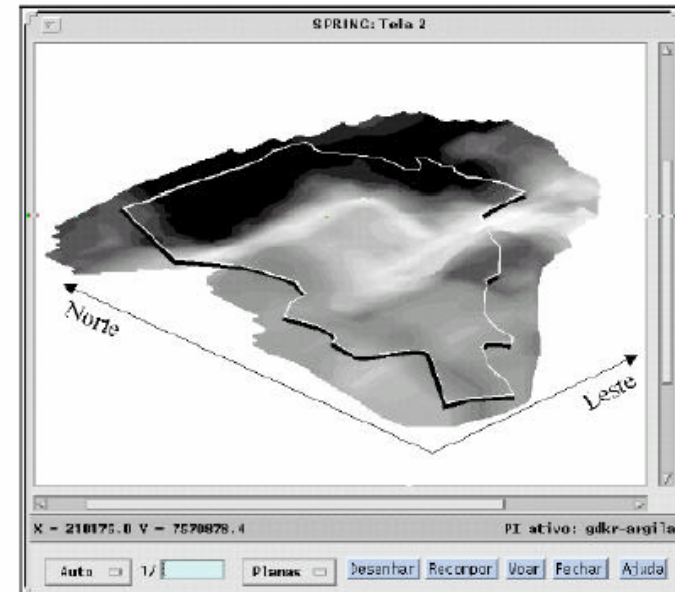 SPRING: Tela 2
Norte
Leste
X - 210175.0 Y - 7570878.4 PI ativo: gdkr-argila
Auto 1/ Planas Desenhar Recompor Voar Fechar Ajuda